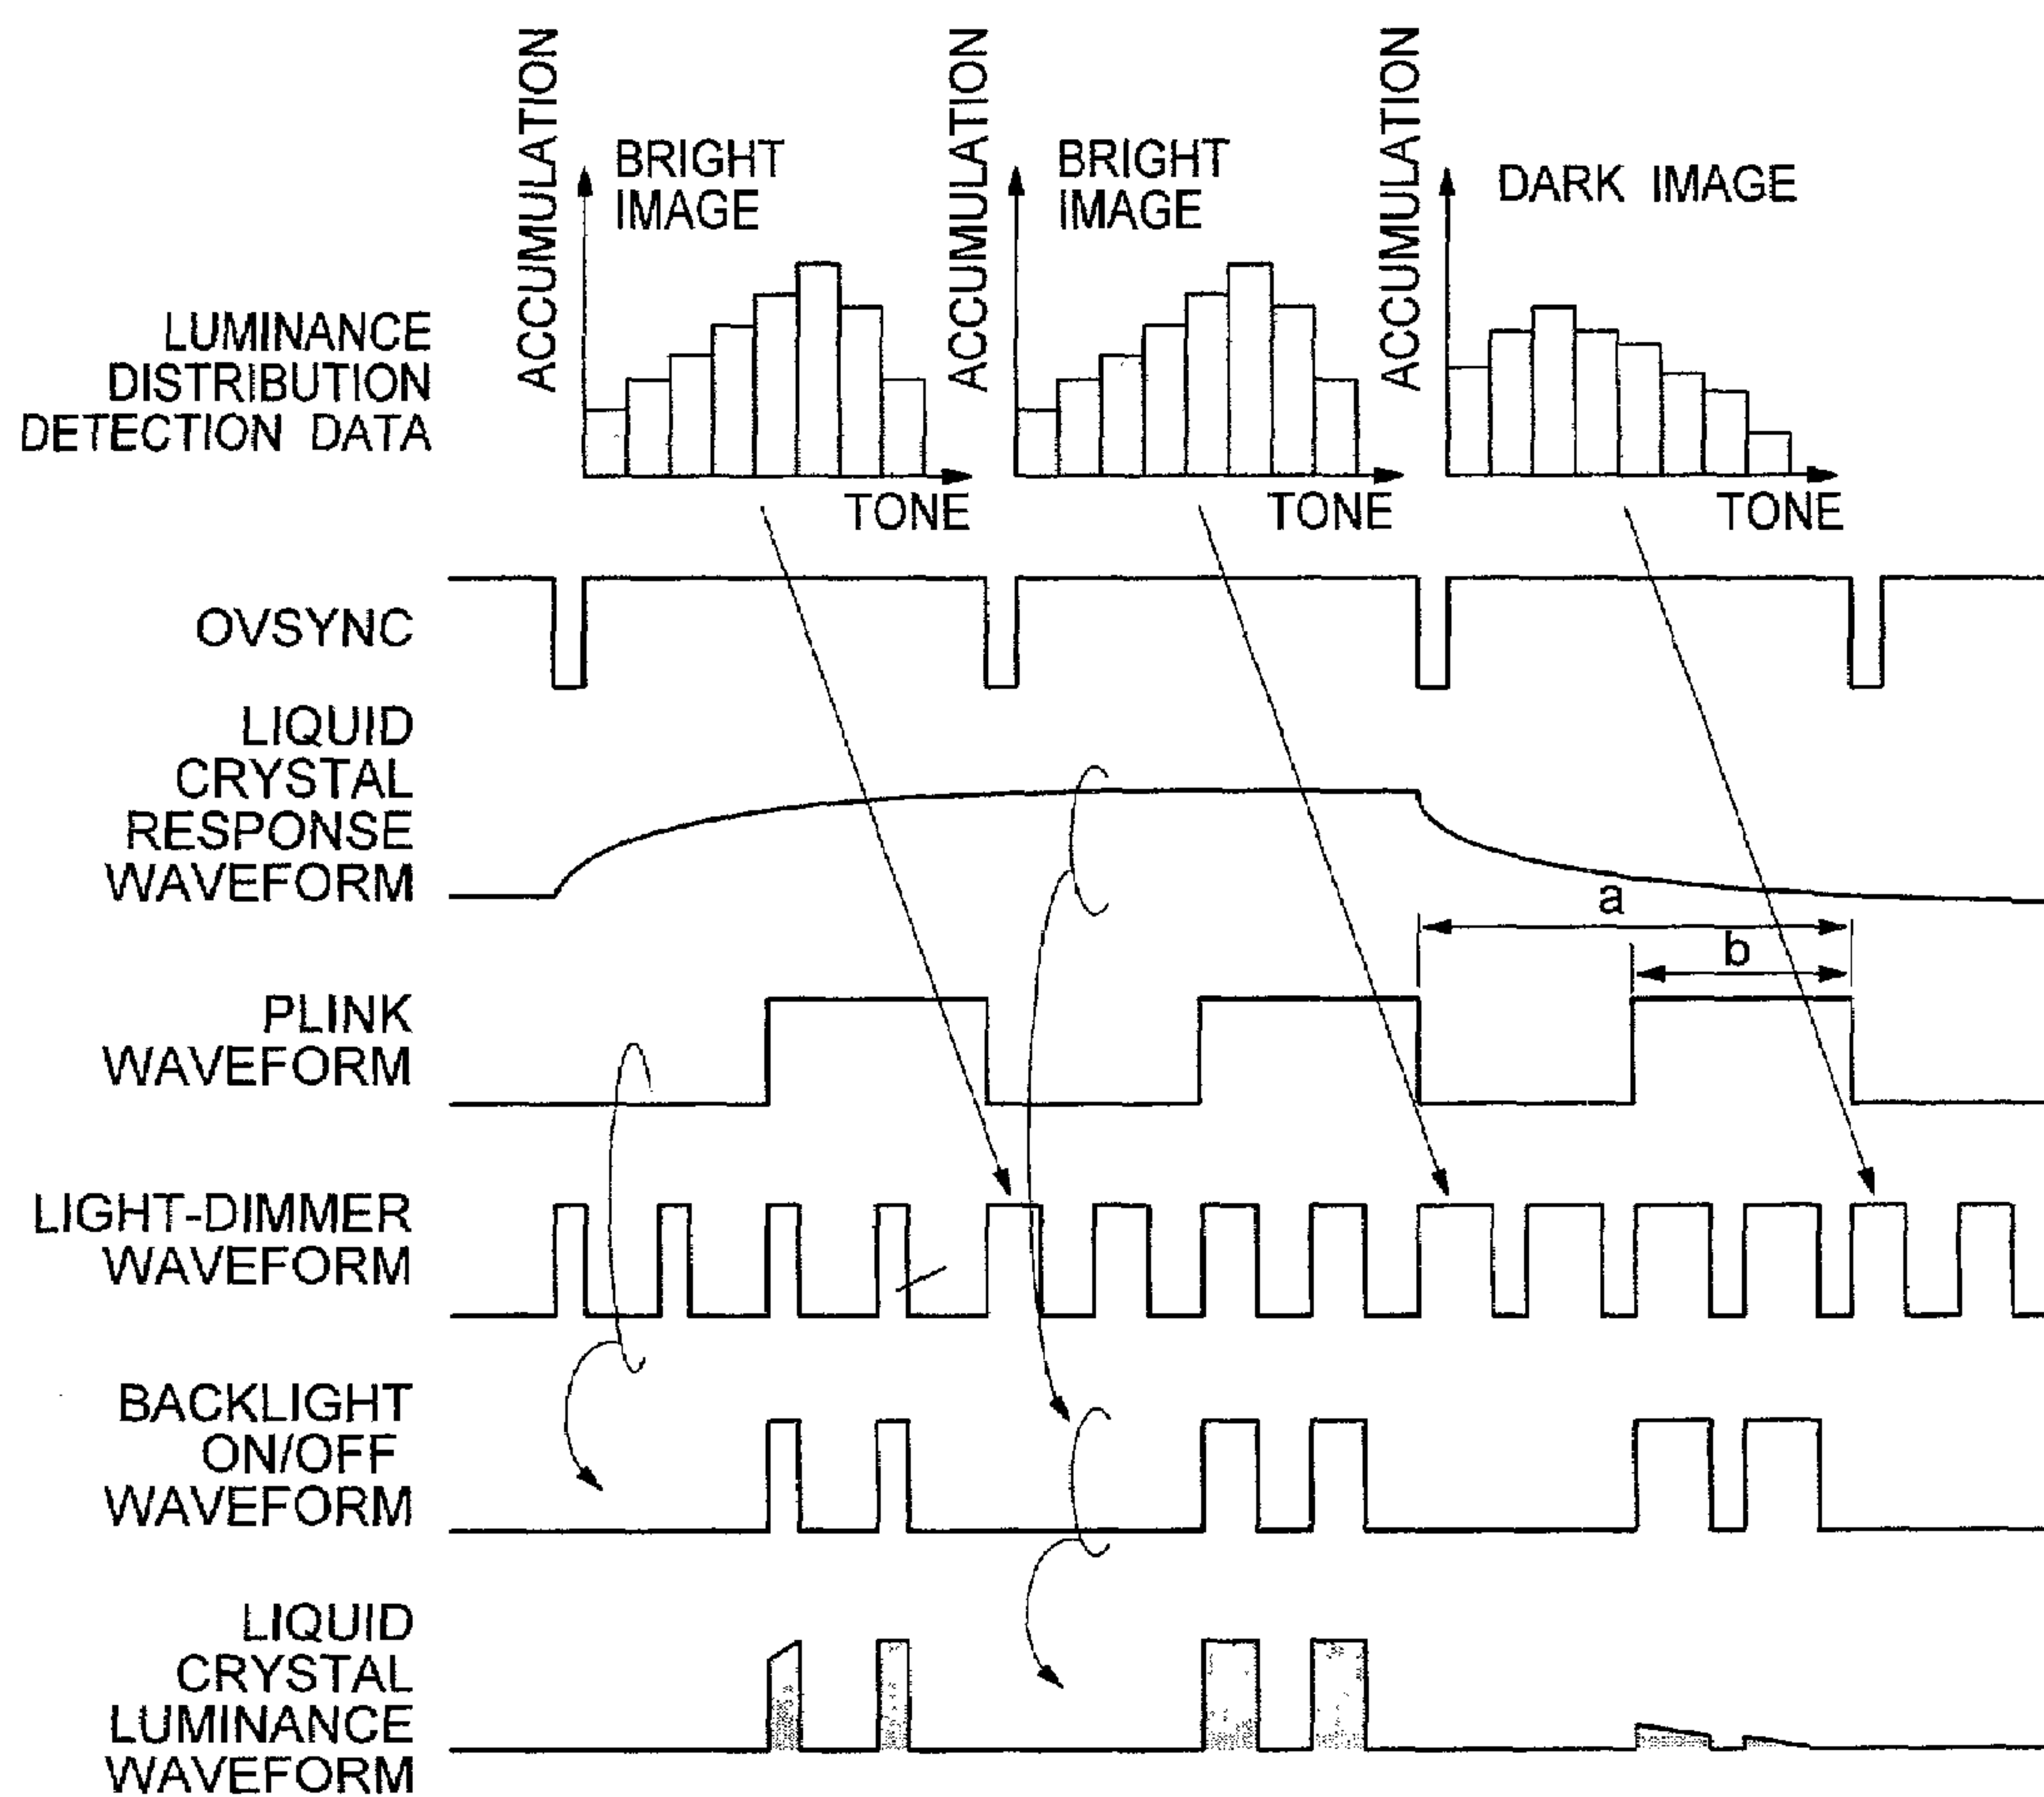 ACCUMULATION
BRIGHT
IMAGE
TONE
ACCUMULATION
BRIGHT
IMAGE
TONE
ACCUMULATION
DARK IMAGE
TONE
LUMINANCE
DISTRIBUTION
DETECTION DATA
OVSYNC
LIQUID
CRYSTAL
RESPONSE
WAVEFORM
a
b
PLINK
WAVEFORM
LIGHT-DIMMER
WAVEFORM
BACKLIGHT
ON/OFF
WAVEFORM
LIQUID
CRYSTAL
LUMINANCE
WAVEFORM